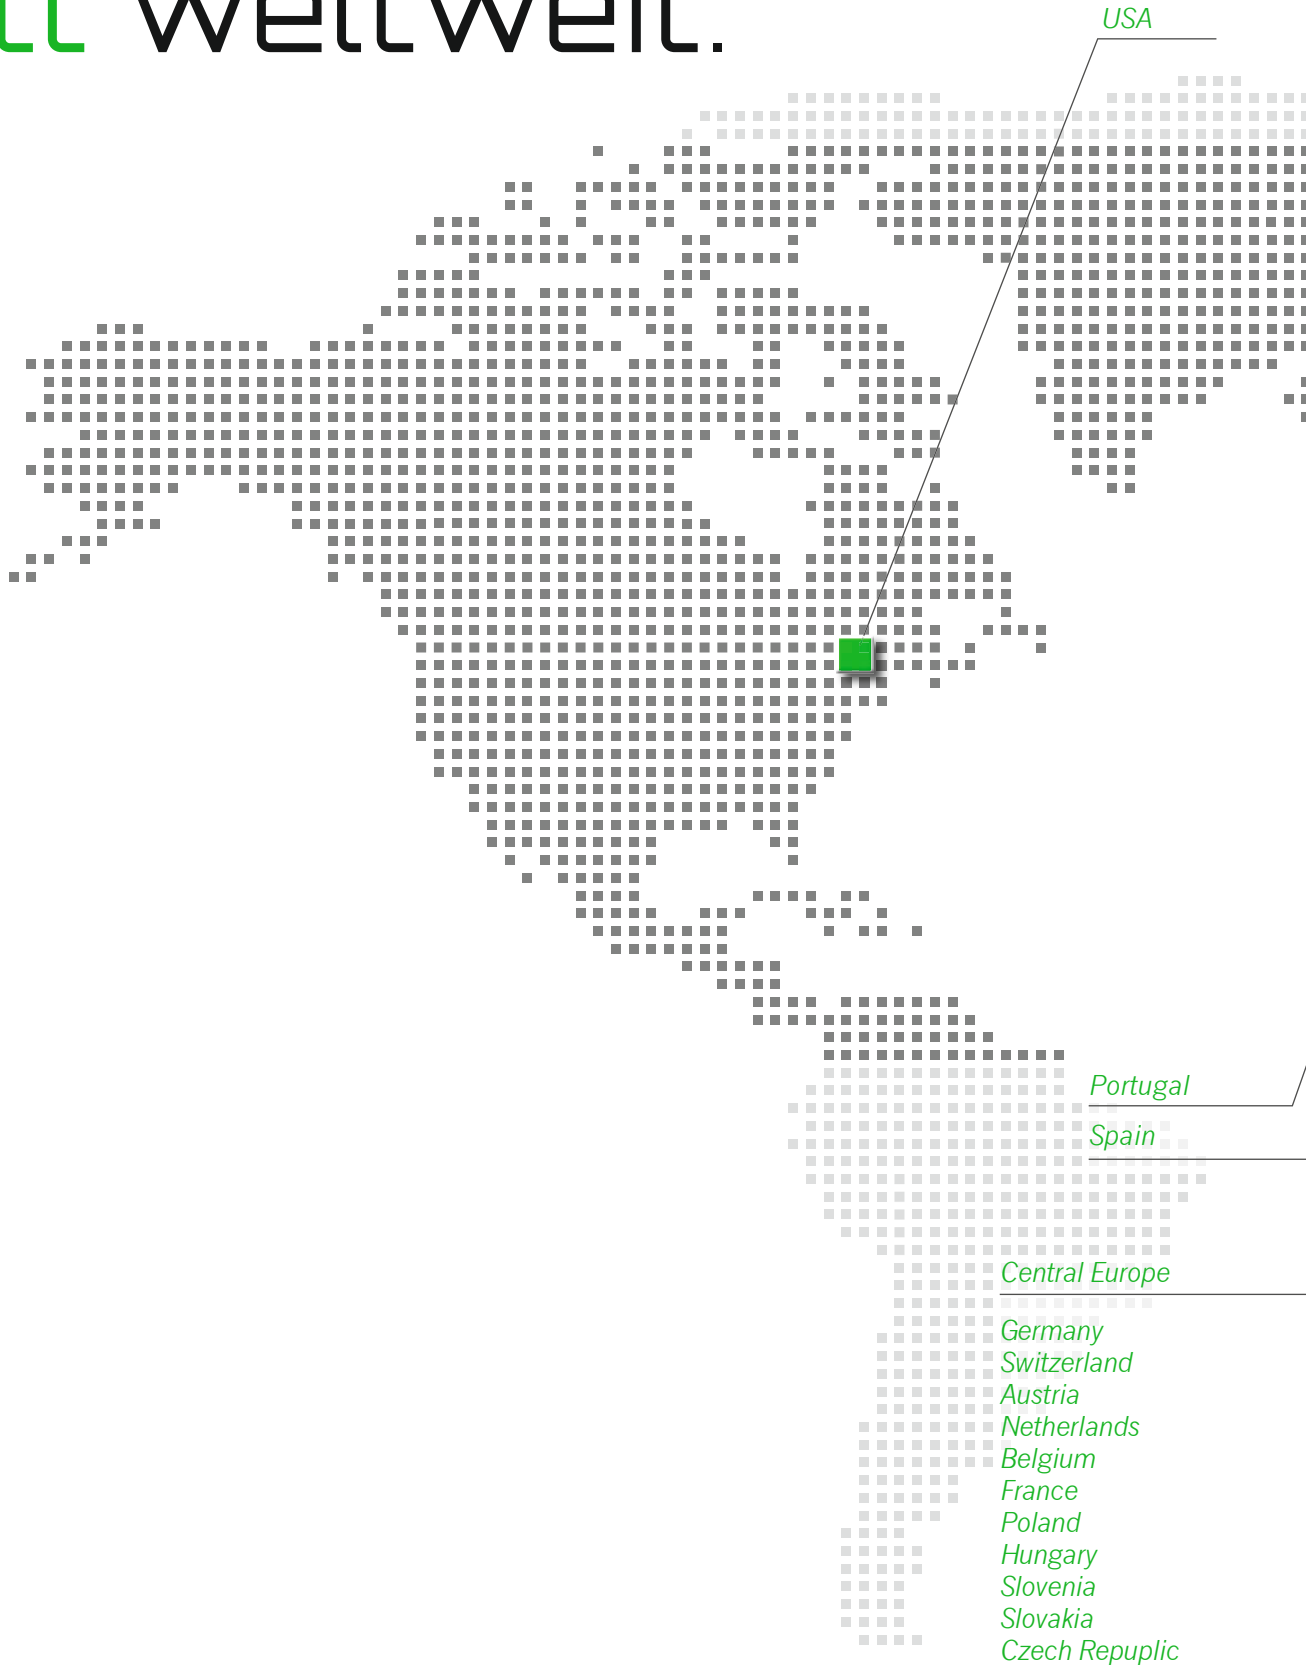 weltweit.
USA
Portugal
Spain
Central Europe
Germany
Switzerland
Austria
Netherlands
Belgium
France
Poland
Hungary
Slovenia
Slovakia
Czech Repuplic